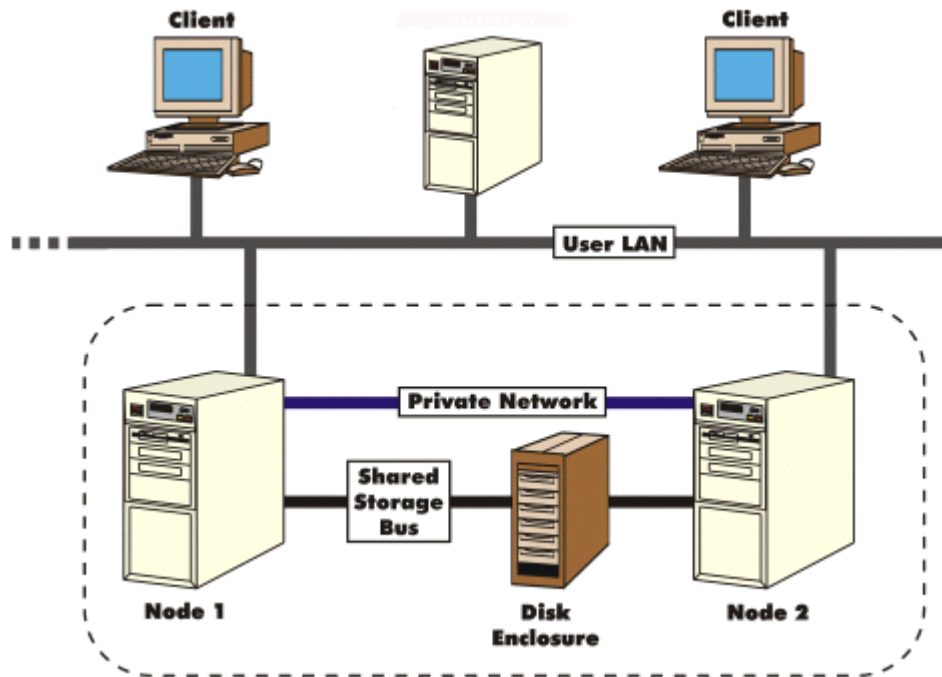 Client
Client
User LAN
Private Network
Shared
Storage
Bus
Node 1
Disk
Enclosure
Node 2